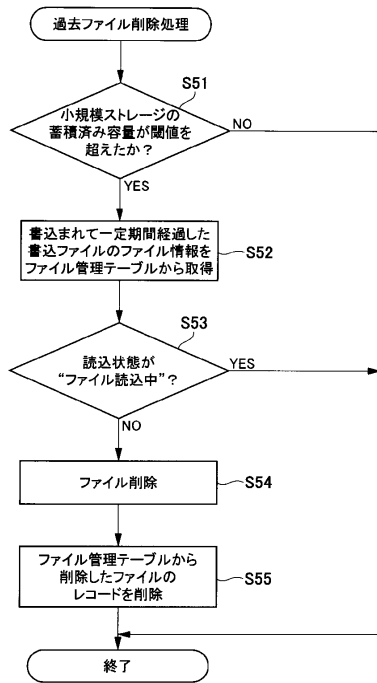 過去ファイル削除処理
S51
小規模ストレージの
蓄積済み容量が閾値を
超えたか？
NO
YES
書込まれて一定期間経過した
書込ファイルのファイル情報を
ファイル管理テーブルから取得
S52
S53
読込状態が
“ファイル読込中”？
YES
NO
ファイル削除
S54
ファイル管理テーブルから
削除したファイルの
レコードを削除
S55
終了